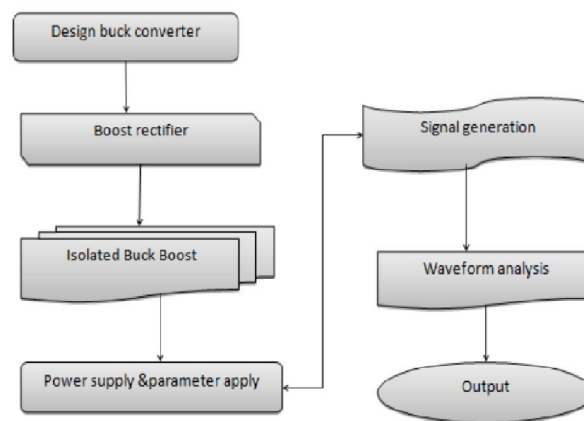 Design buck converter
Boost rectifier
Isolated Buck Boost
Power supply &parameter apply
Signal generation
Waveform analysis
Output